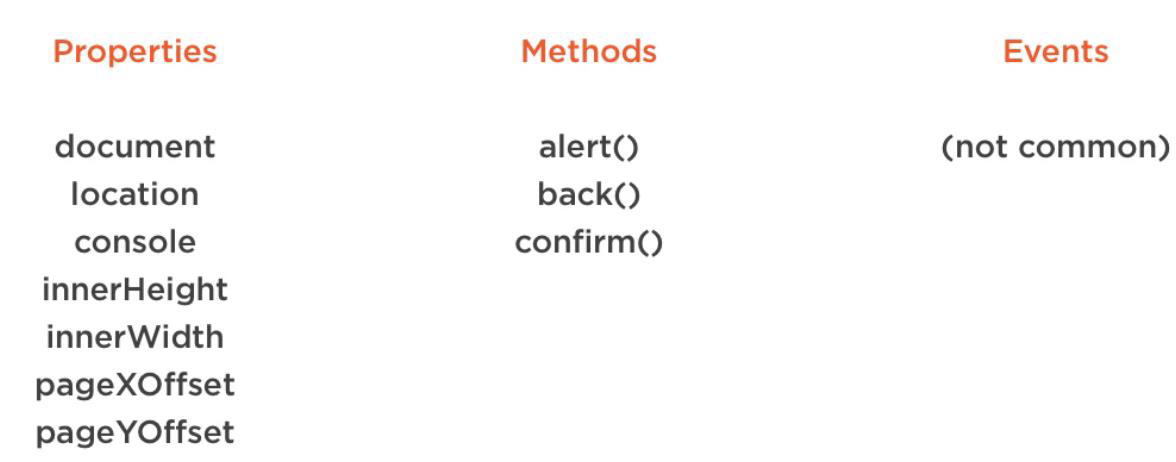 Properties
document
location
console
innerHeight
innerWidth
pageXOffset
pageYOffset
Methods
alert()
back()
confirm()
Events
(not common)